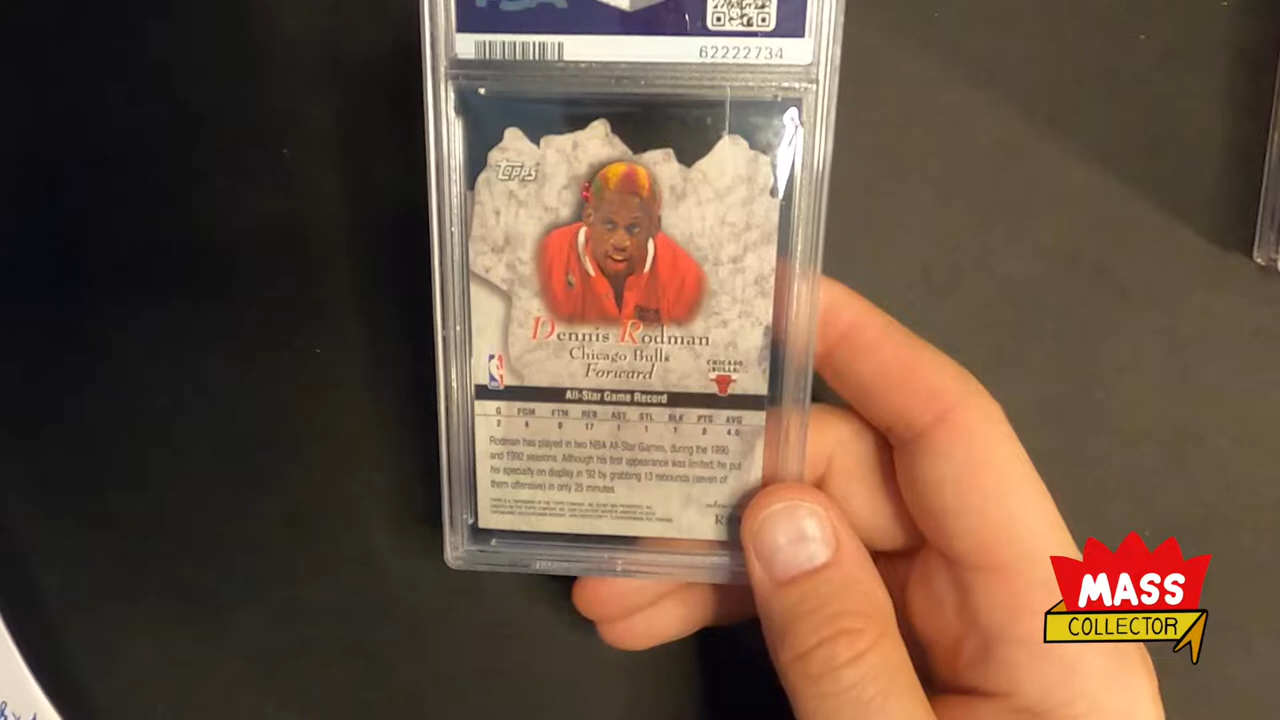 PSA
62222734
Topps
Dennis Rodman
Chicago Bulls
Forward
CHICAGO
BULLS
All-Star Game Record
G FGM FTM REB AST STL BLK PTS AVG
2 4 0 17 1 1 1 8 4.0
Rodman has played in two NBA All-Star Games, during the 1990
and 1992 seasons. Although his first appearance was limited, he put
his specialty on display in '92 by grabbing 13 rebounds (seven of
them offensive) in only 25 minutes.
MASS
COLLECTOR